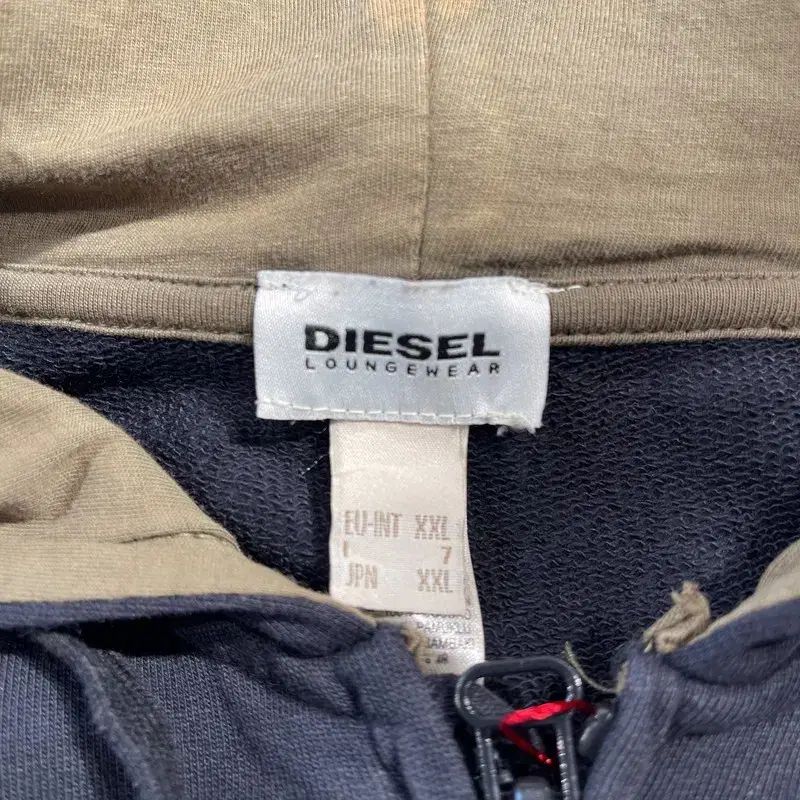 DIESEL
LOUNGEWEAR
EU-INT XXL
I 7
JPN XXL